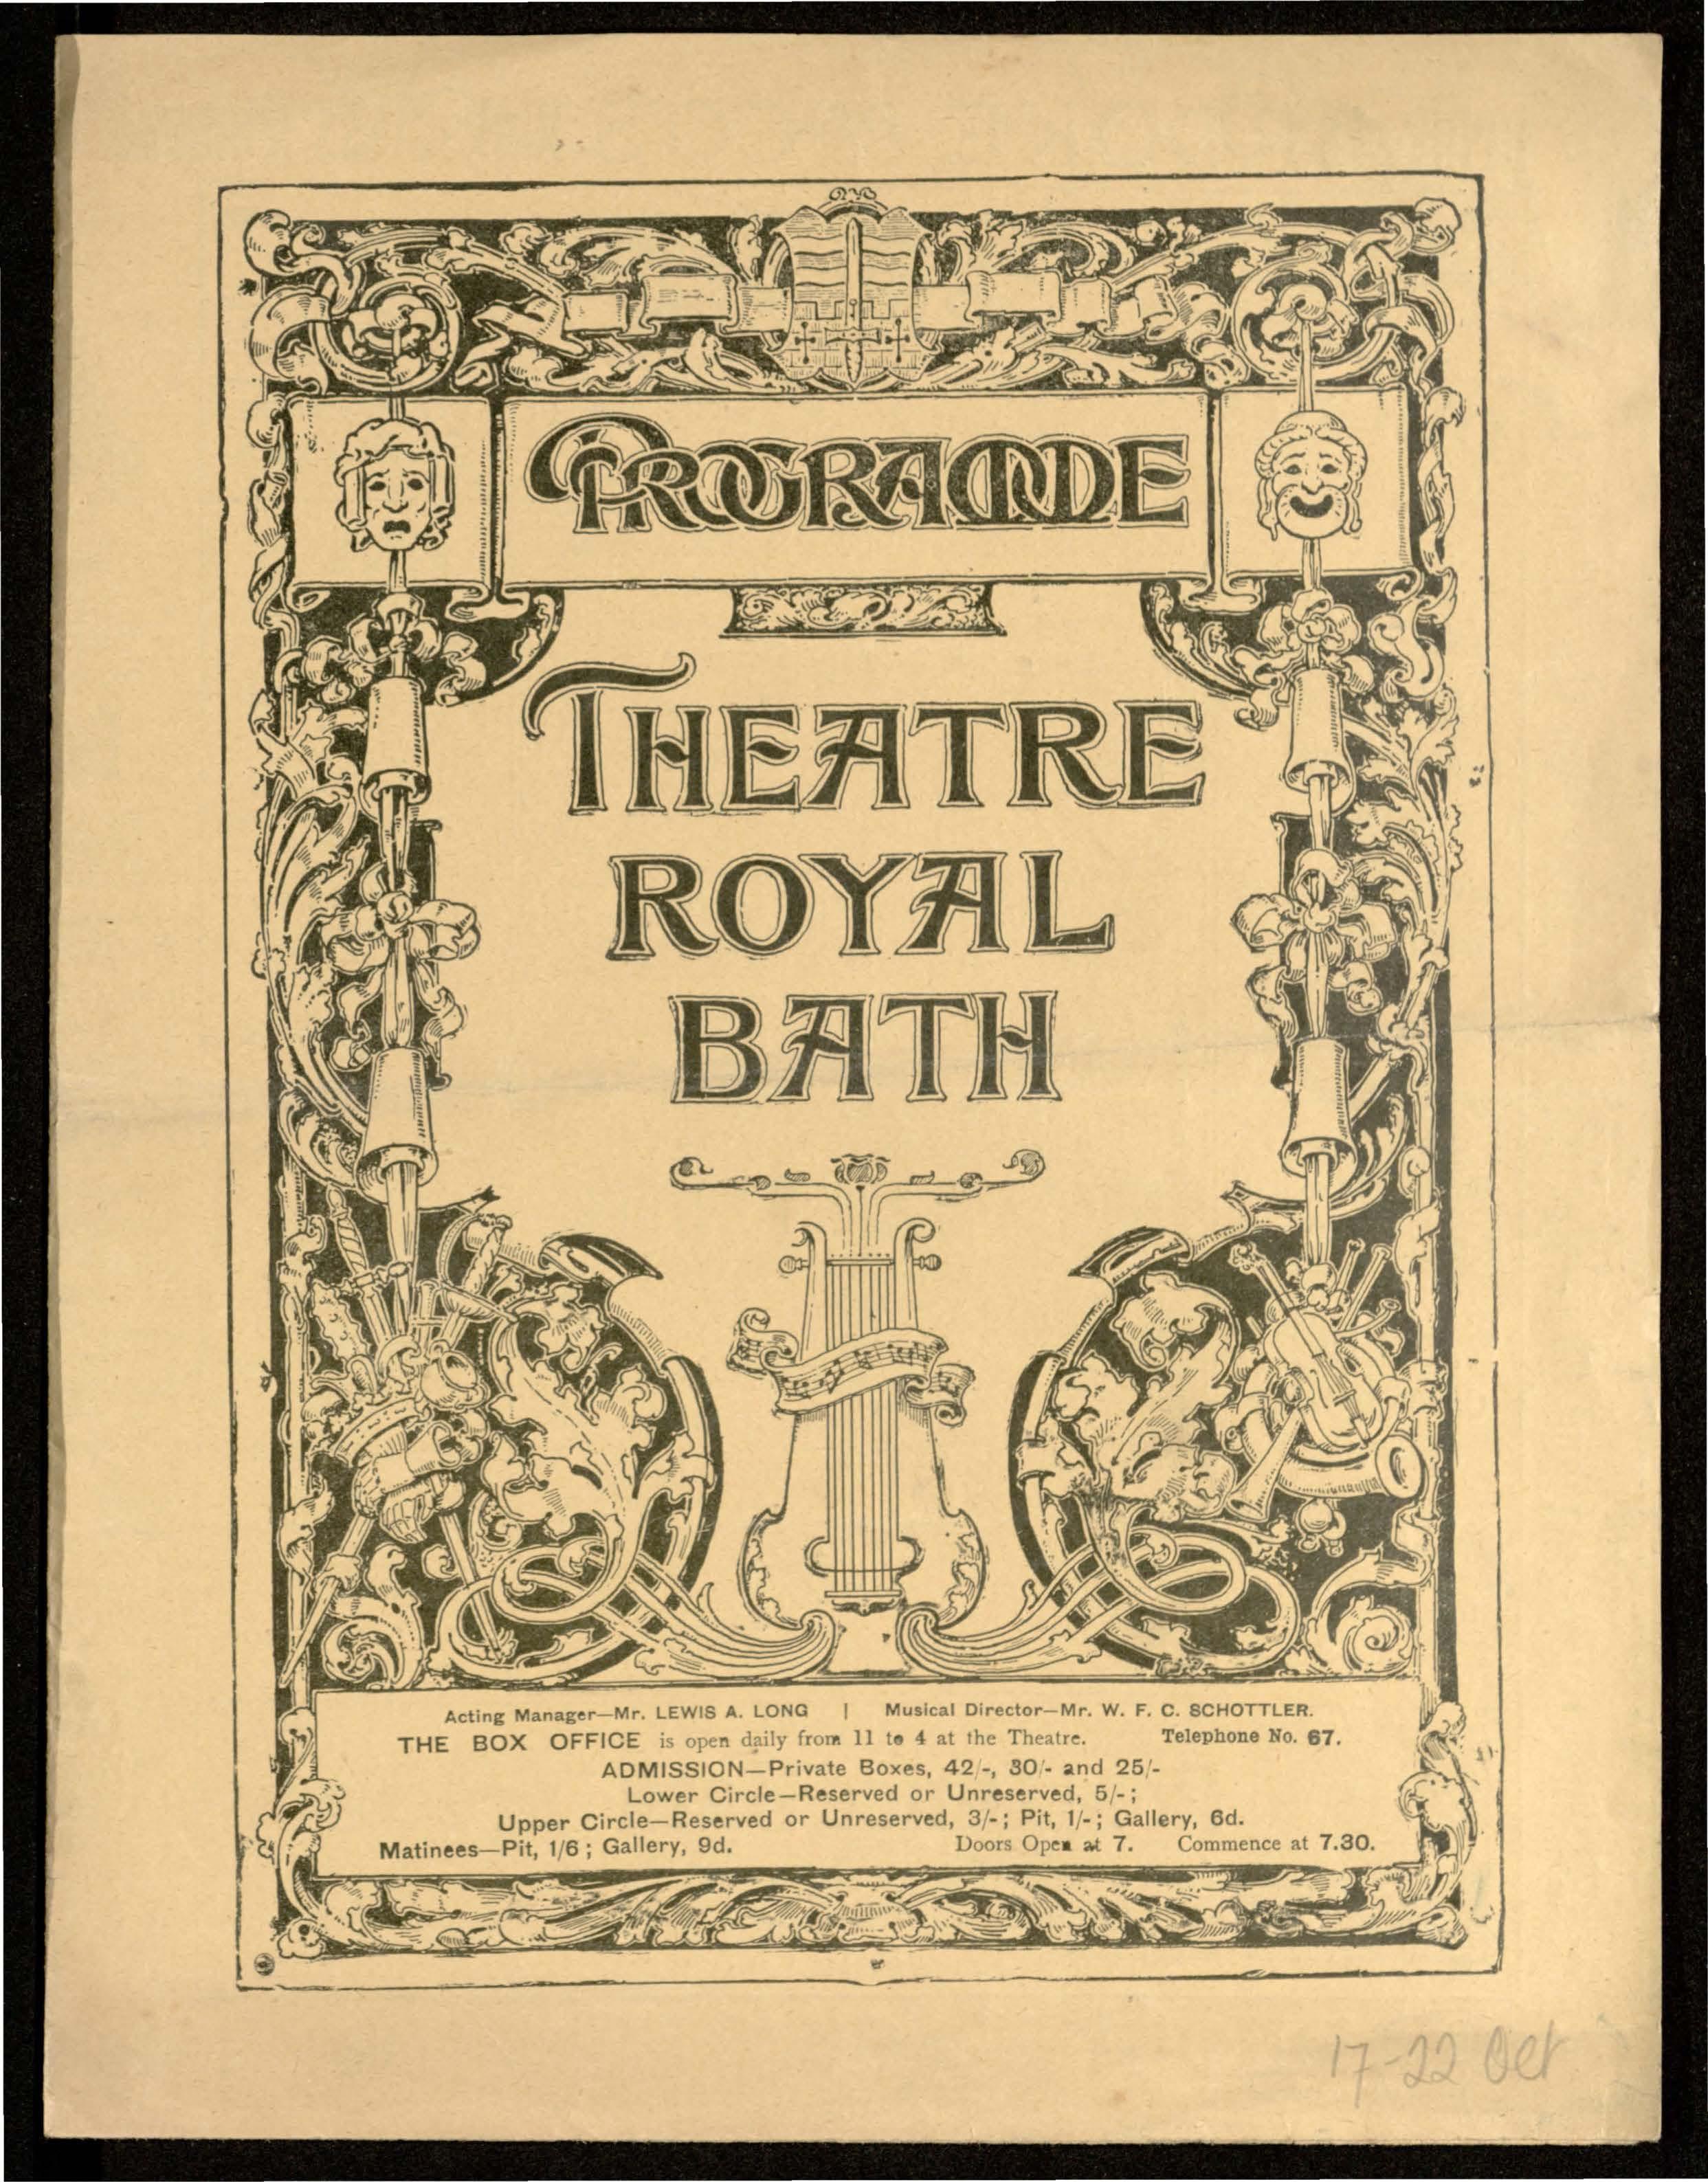 PROGRAMME
THEATRE
ROYAL
BATH
Acting Manager—Mr. LEWIS A. LONG | Musical Director—Mr. W. F. C. SCHOTTLER.
THE BOX OFFICE is open daily from 11 to 4 at the Theatre. Telephone No. 67.
ADMISSION—Private Boxes, 42/-, 30/- and 25/-
Lower Circle—Reserved or Unreserved, 5/-;
Upper Circle—Reserved or Unreserved, 3/-; Pit, 1/-; Gallery, 6d.
Matinees—Pit, 1/6; Gallery, 9d. Doors Open at 7. Commence at 7.30.
17-22 Oct